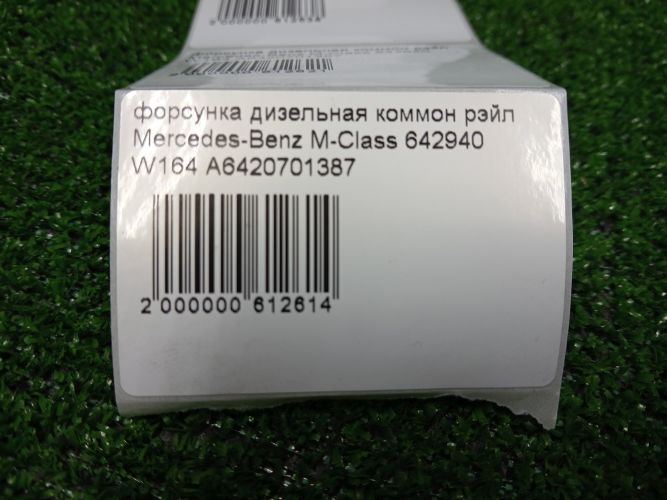 форсунка дизельная коммон рэйл
Mercedes-Benz M-Class 642940
W164 A6420701387
2 000000 612614